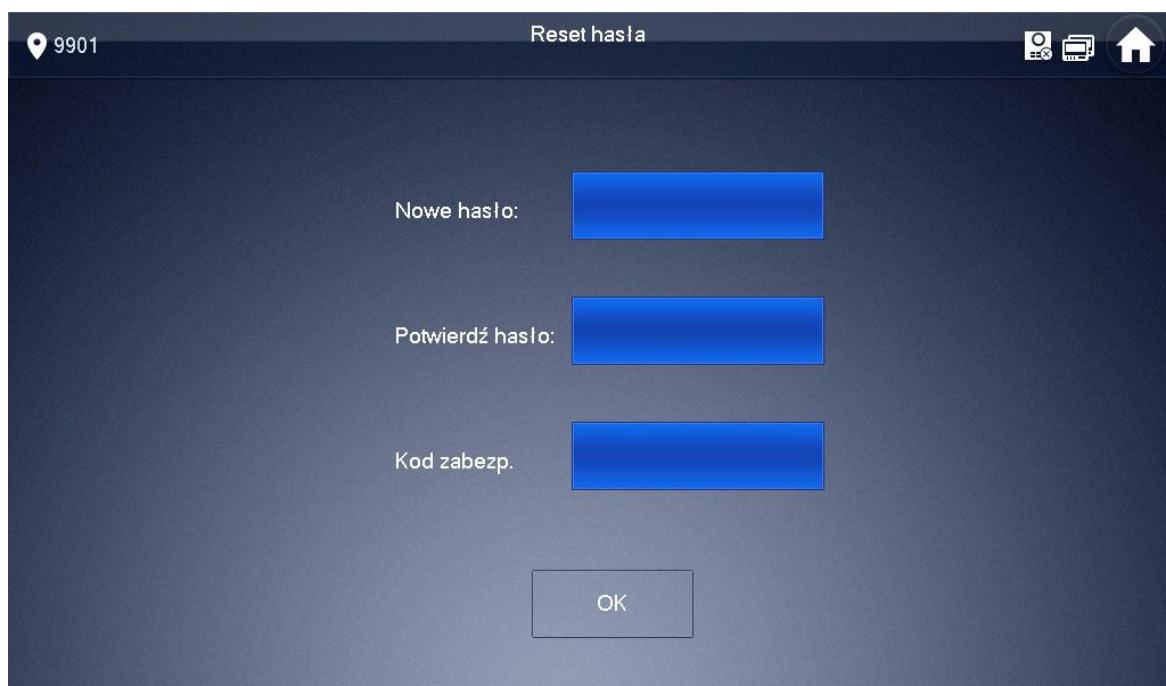 9901
Reset hasła
Nowe hasło:
Potwierdź hasło:
Kod zabezp.
OK